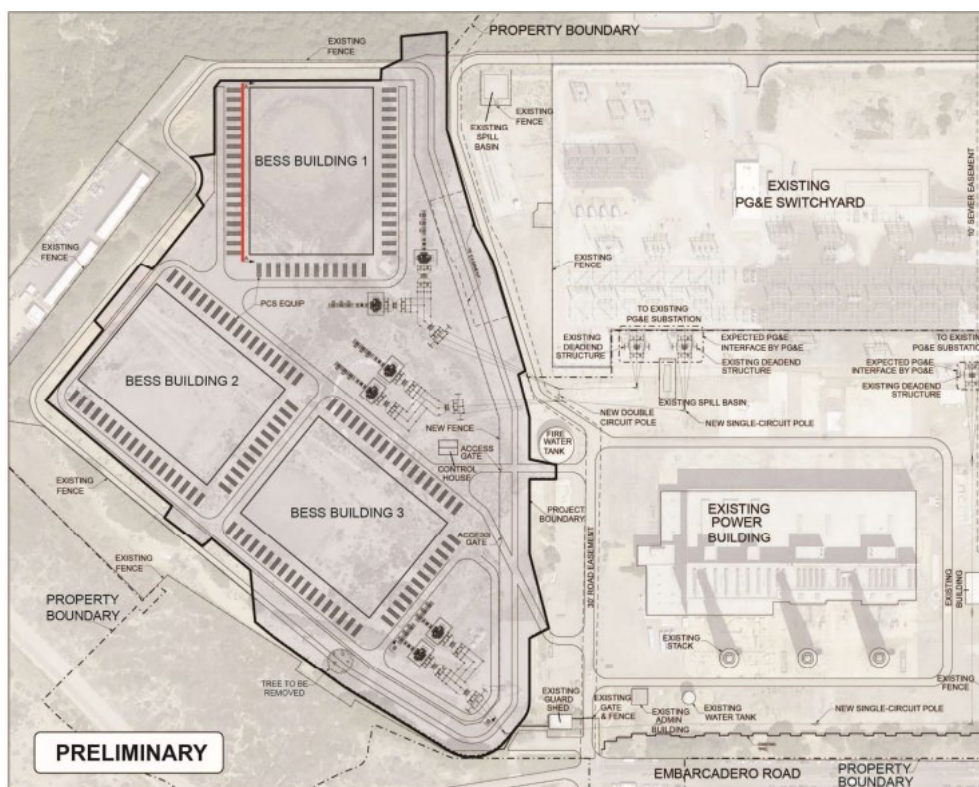 PROPERTY BOUNDARY
EXISTING
FENCE
EXISTING
FENCE
EXISTING
SPILL
BASIN
BESS BUILDING 1
EXISTING
PG&E SWITCHYARD
10' SEWER EASEMENT
EXISTING
FENCE
EXISTING
FENCE
PCS EQUIP
TO EXISTING
PG&E SUBSTATION
EXISTING
DEADEND
STRUCTURE
EXPECTED PG&E
INTERFACE BY PG&E
EXISTING DEADEND
STRUCTURE
TO EXISTING
PG&E SUBSTATION
EXPECTED PG&E
INTERFACE BY PG&E
EXISTING DEADEND
STRUCTURE
BESS BUILDING 2
EXISTING SPILL BASIN
NEW DOUBLE
CIRCUIT POLE
NEW SINGLE-CIRCUIT POLE
NEW FENCE
ACCESS
GATE
CONTROL
HOUSE
FIRE
WATER
TANK
EXISTING
FENCE
BESS BUILDING 3
PROJECT
BOUNDARY
ACCESS
GATE
EXISTING
POWER
BUILDING
30' ROAD EASEMENT
EXISTING
BUILDING
EXISTING
FENCE
PROPERTY
BOUNDARY
EXISTING
STACK
TREE TO BE
REMOVED
EXISTING
GUARD
SHED
EXISTING
GATE
& FENCE
EXISTING
ADMIN
BUILDING
EXISTING
WATER TANK
EXISTING
FENCE
NEW SINGLE-CIRCUIT POLE
PRELIMINARY
EMBARCADERO ROAD
PROPERTY
BOUNDARY